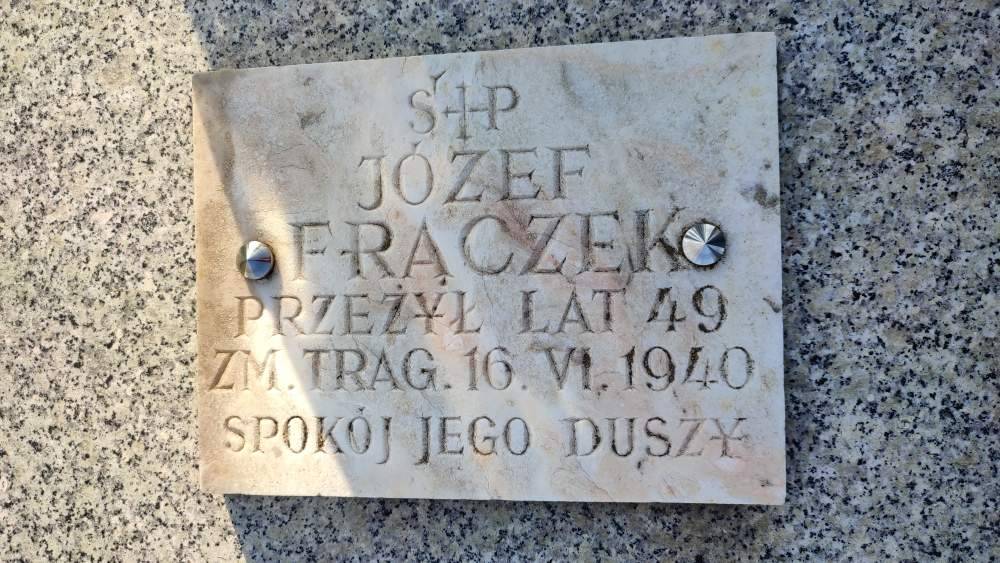 Ś†P
JÓZEF
FRĄCZEK
PRZEŻYŁ LAT 49
ZM. TRAG. 16. VI. 1940
SPOKÓJ JEGO DUSZY